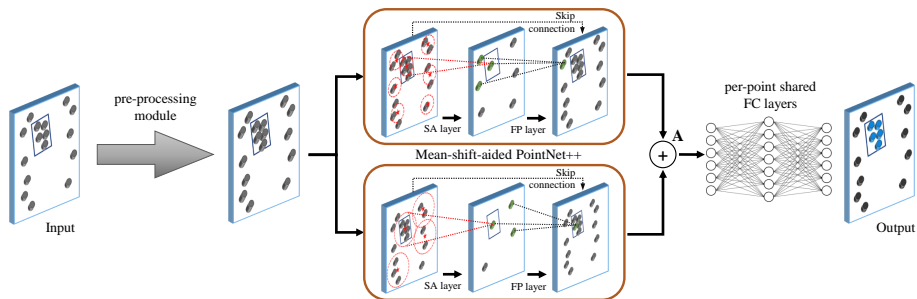 Input
pre-processing
module
Skip
connection
SA layer
FP layer
Mean-shift-aided PointNet++
Skip
connection
SA layer
FP layer
A
+
per-point shared
FC layers
Output